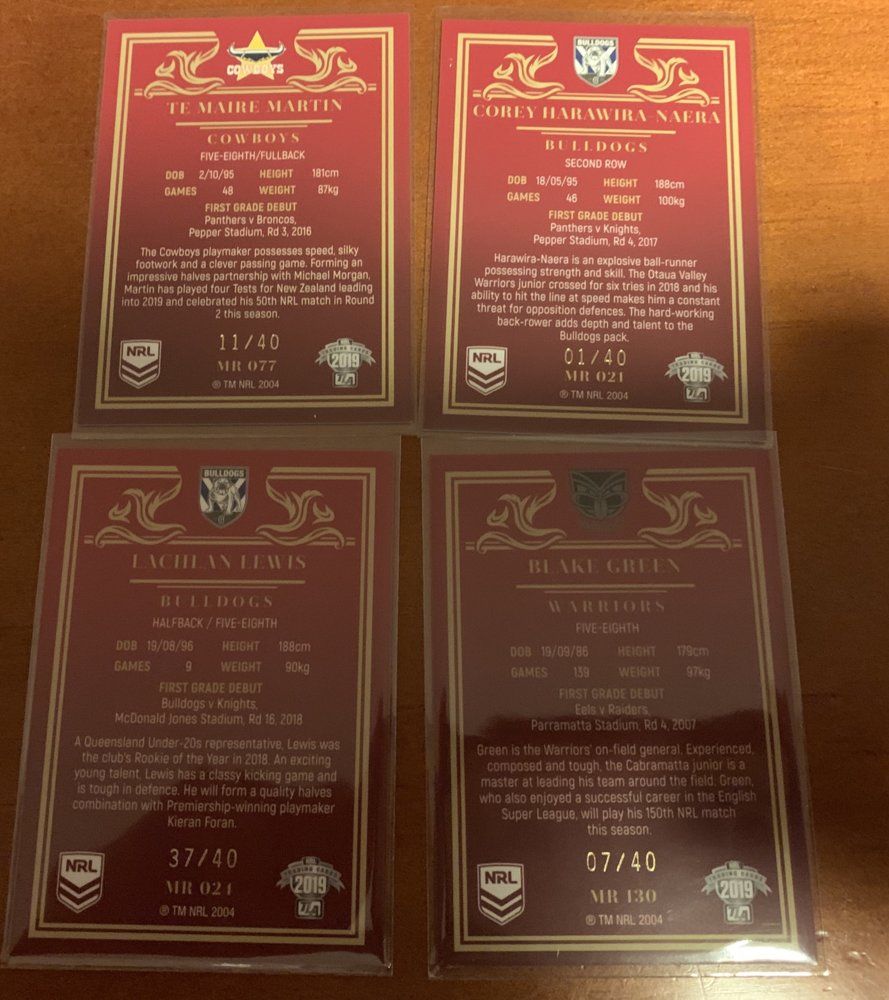 COWBOYS
TE MAIRE MARTIN
COWBOYS
FIVE-EIGHTH/FULLBACK
DOB 2/10/95 HEIGHT 181cm
GAMES 48 WEIGHT 87kg
FIRST GRADE DEBUT
Panthers v Broncos,
Pepper Stadium, Rd 3, 2016
The Cowboys playmaker possesses speed, silky
footwork and a clever passing game. Forming an
impressive halves partnership with Michael Morgan,
Martin has played four Tests for New Zealand leading
into 2019 and celebrated his 50th NRL match in Round
2 this season.
11/40
NRL
MR 077
TRADING CARDS
2019
® TM NRL 2004
BULLDOGS
COREY HARAWIRA-NAERA
BULLDOGS
SECOND ROW
DOB 18/05/95 HEIGHT 188cm
GAMES 46 WEIGHT 100kg
FIRST GRADE DEBUT
Panthers v Knights,
Pepper Stadium, Rd 4, 2017
Harawira-Naera is an explosive ball-runner
possessing strength and skill. The Otaua Valley
Warriors junior crossed for six tries in 2018 and his
ability to hit the line at speed makes him a constant
threat for opposition defences. The hard-working
back-rower adds depth and talent to the
Bulldogs pack.
01/40
NRL
MR 021
TRADING CARDS
2019
® TM NRL 2004
BULLDOGS
LACHLAN LEWIS
BULLDOGS
HALFBACK / FIVE-EIGHTH
DOB 19/08/96 HEIGHT 188cm
GAMES 9 WEIGHT 90kg
FIRST GRADE DEBUT
Bulldogs v Knights,
McDonald Jones Stadium, Rd 16, 2018
A Queensland Under-20s representative, Lewis was
the club's Rookie of the Year in 2018. An exciting
young talent, Lewis has a classy kicking game and
is tough in defence. He will form a quality halves
combination with Premiership-winning playmaker
Kieran Foran.
37/40
NRL
MR 024
TRADING CARDS
2019
® TM NRL 2004
BLAKE GREEN
WARRIORS
FIVE-EIGHTH
DOB 19/09/86 HEIGHT 179cm
GAMES 139 WEIGHT 97kg
FIRST GRADE DEBUT
Eels v Raiders,
Parramatta Stadium, Rd 4, 2007
Green is the Warriors' on-field general. Experienced,
composed and tough, the Cabramatta junior is a
master at leading his team around the field. Green,
who also enjoyed a successful career in the English
Super League, will play his 150th NRL match
this season.
07/40
NRL
MR 130
TRADING CARDS
2019
® TM NRL 2004